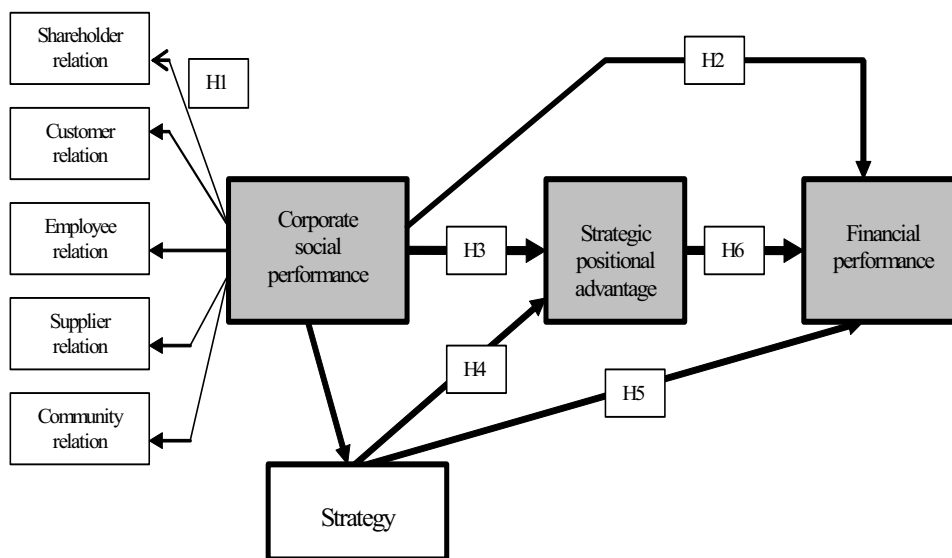 Shareholder
relation
H1
H2
Customer
relation
Employee
relation
Corporate
social
performance
H3
Strategic
positional
advantage
H6
Financial
performance
Supplier
relation
H4
H5
Community
relation
Strategy